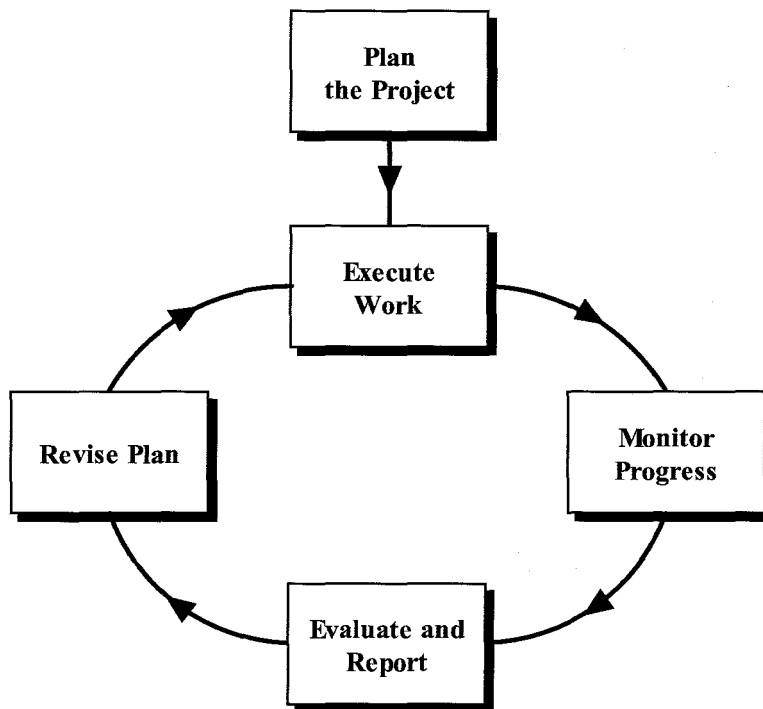 Plan
the Project
Execute
Work
Revise Plan
Monitor
Progress
Evaluate and
Report